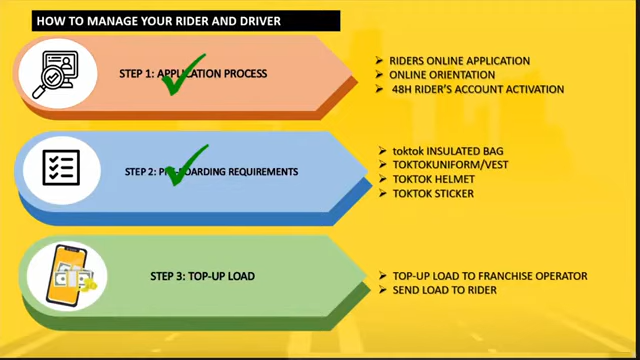 HOW TO MANAGE YOUR RIDER AND DRIVER
STEP 1: APPLICATION PROCESS
RIDERS ONLINE APPLICATION
ONLINE ORIENTATION
48H RIDER'S ACCOUNT ACTIVATION
STEP 2: PRE-BOARDING REQUIREMENTS
toktok INSULATED BAG
TOKTOKUNIFORM/VEST
TOKTOK HELMET
TOKTOK STICKER
STEP 3: TOP-UP LOAD
TOP-UP LOAD TO FRANCHISE OPERATOR
SEND LOAD TO RIDER